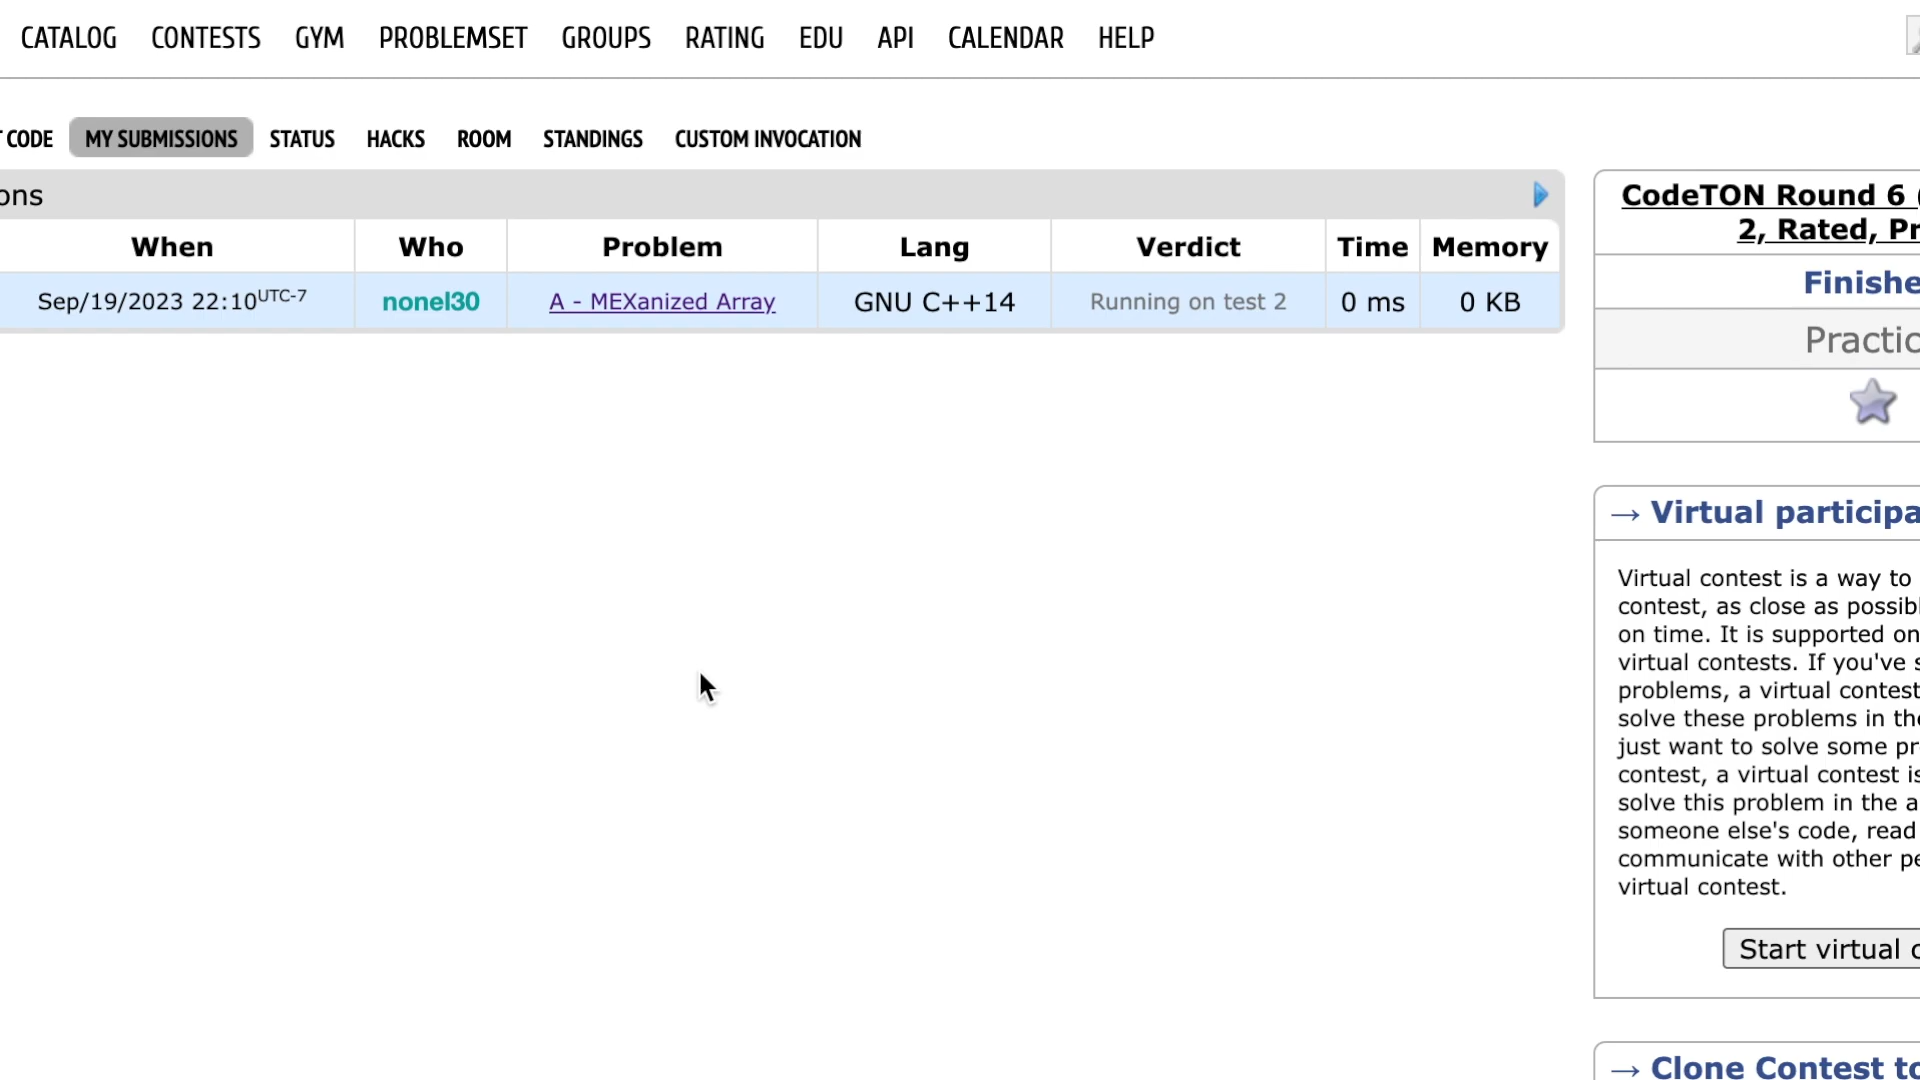 CATALOG CONTESTS GYM PROBLEMSET GROUPS RATING EDU API CALENDAR HELP
CODE MY SUBMISSIONS STATUS HACKS ROOM STANDINGS CUSTOM INVOCATION
ons
When Who Problem Lang Verdict Time Memory
Sep/19/2023 22:10 UTC-7 nonel30 A - MEXanized Array GNU C++14 Running on test 2 0 ms 0 KB
CodeTON Round 6 (
2, Rated, Pr
Finishe
Practic
→ Virtual participa
Virtual contest is a way to
contest, as close as possibl
on time. It is supported on
virtual contests. If you've s
problems, a virtual contest
solve these problems in the
just want to solve some pr
contest, a virtual contest is
solve this problem in the a
someone else's code, read
communicate with other pe
virtual contest.
Start virtual c
→ Clone Contest to